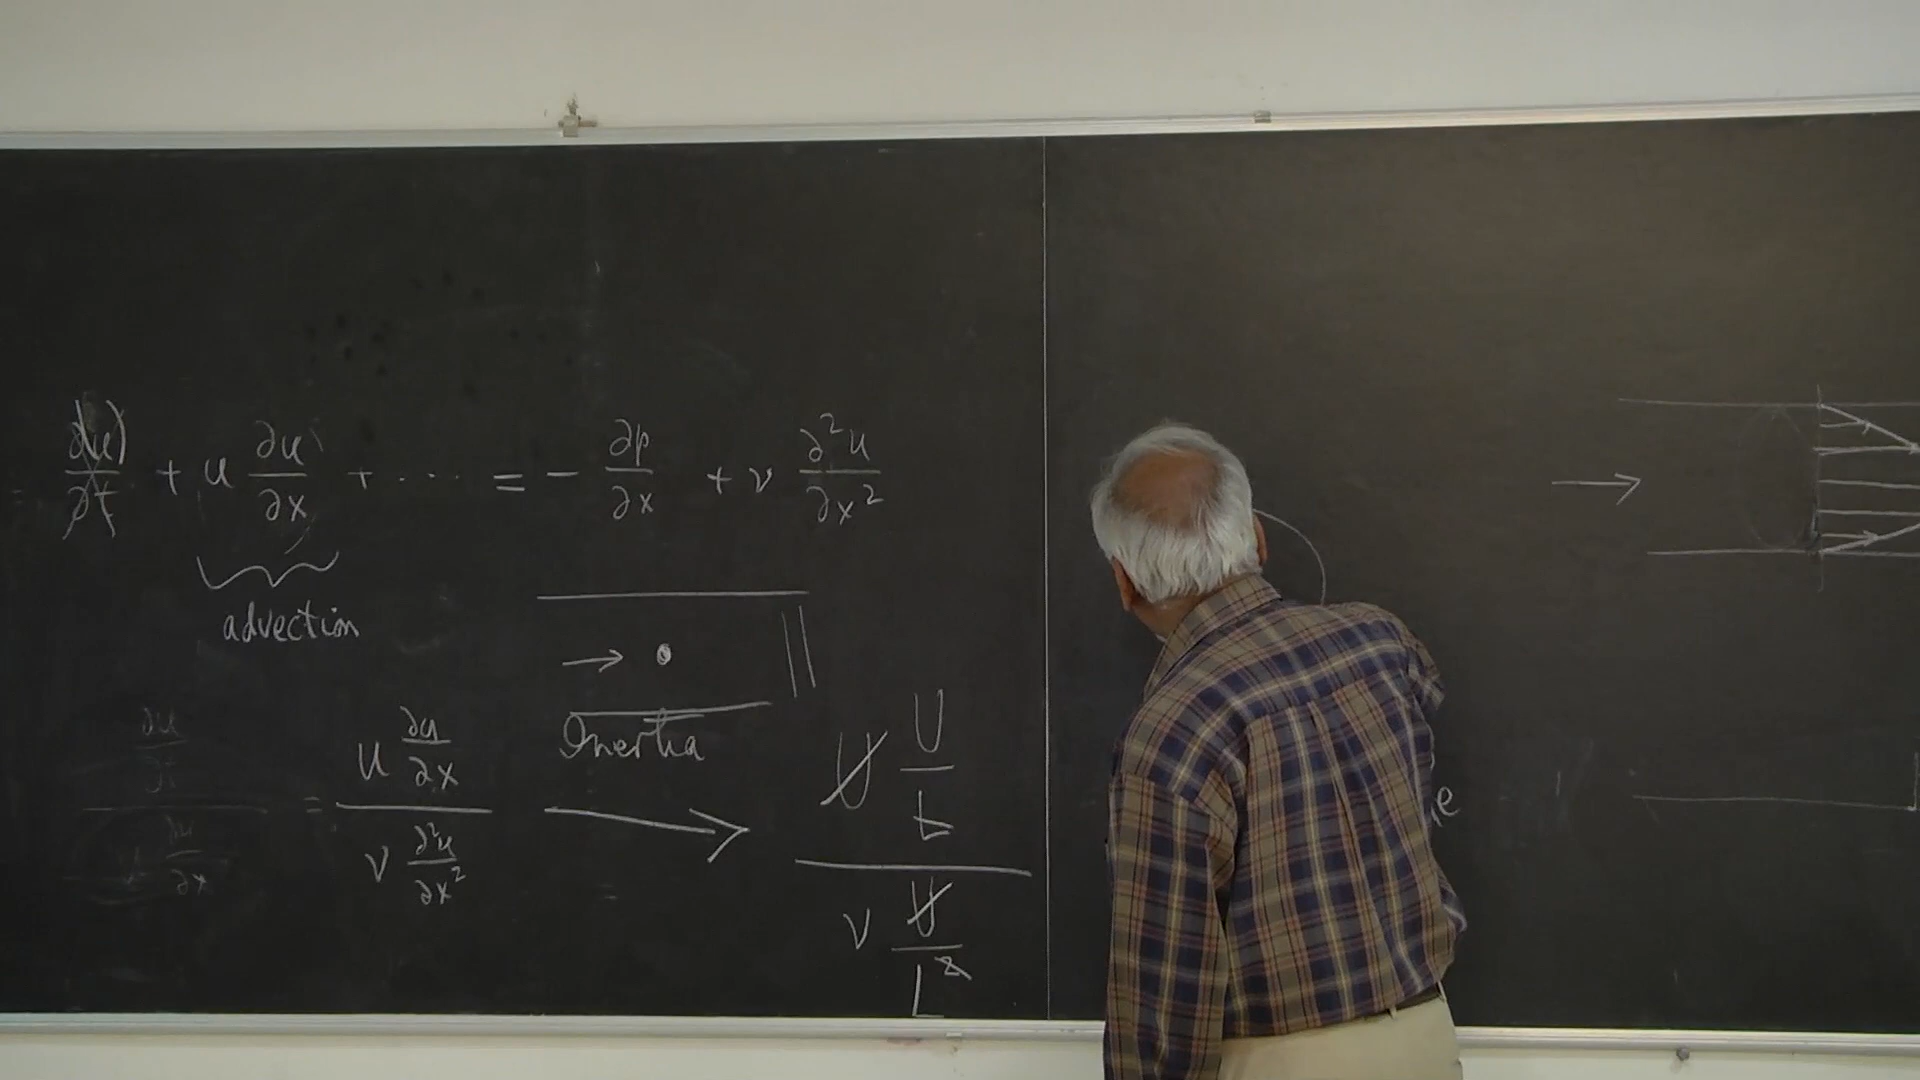 ∂u/∂t + u ∂u/∂x + ... = - ∂p/∂x + ν ∂²u/∂x²
advection
Inertia
u ∂u/∂x / ν ∂²u/∂x² → U U/L / ν U/L²